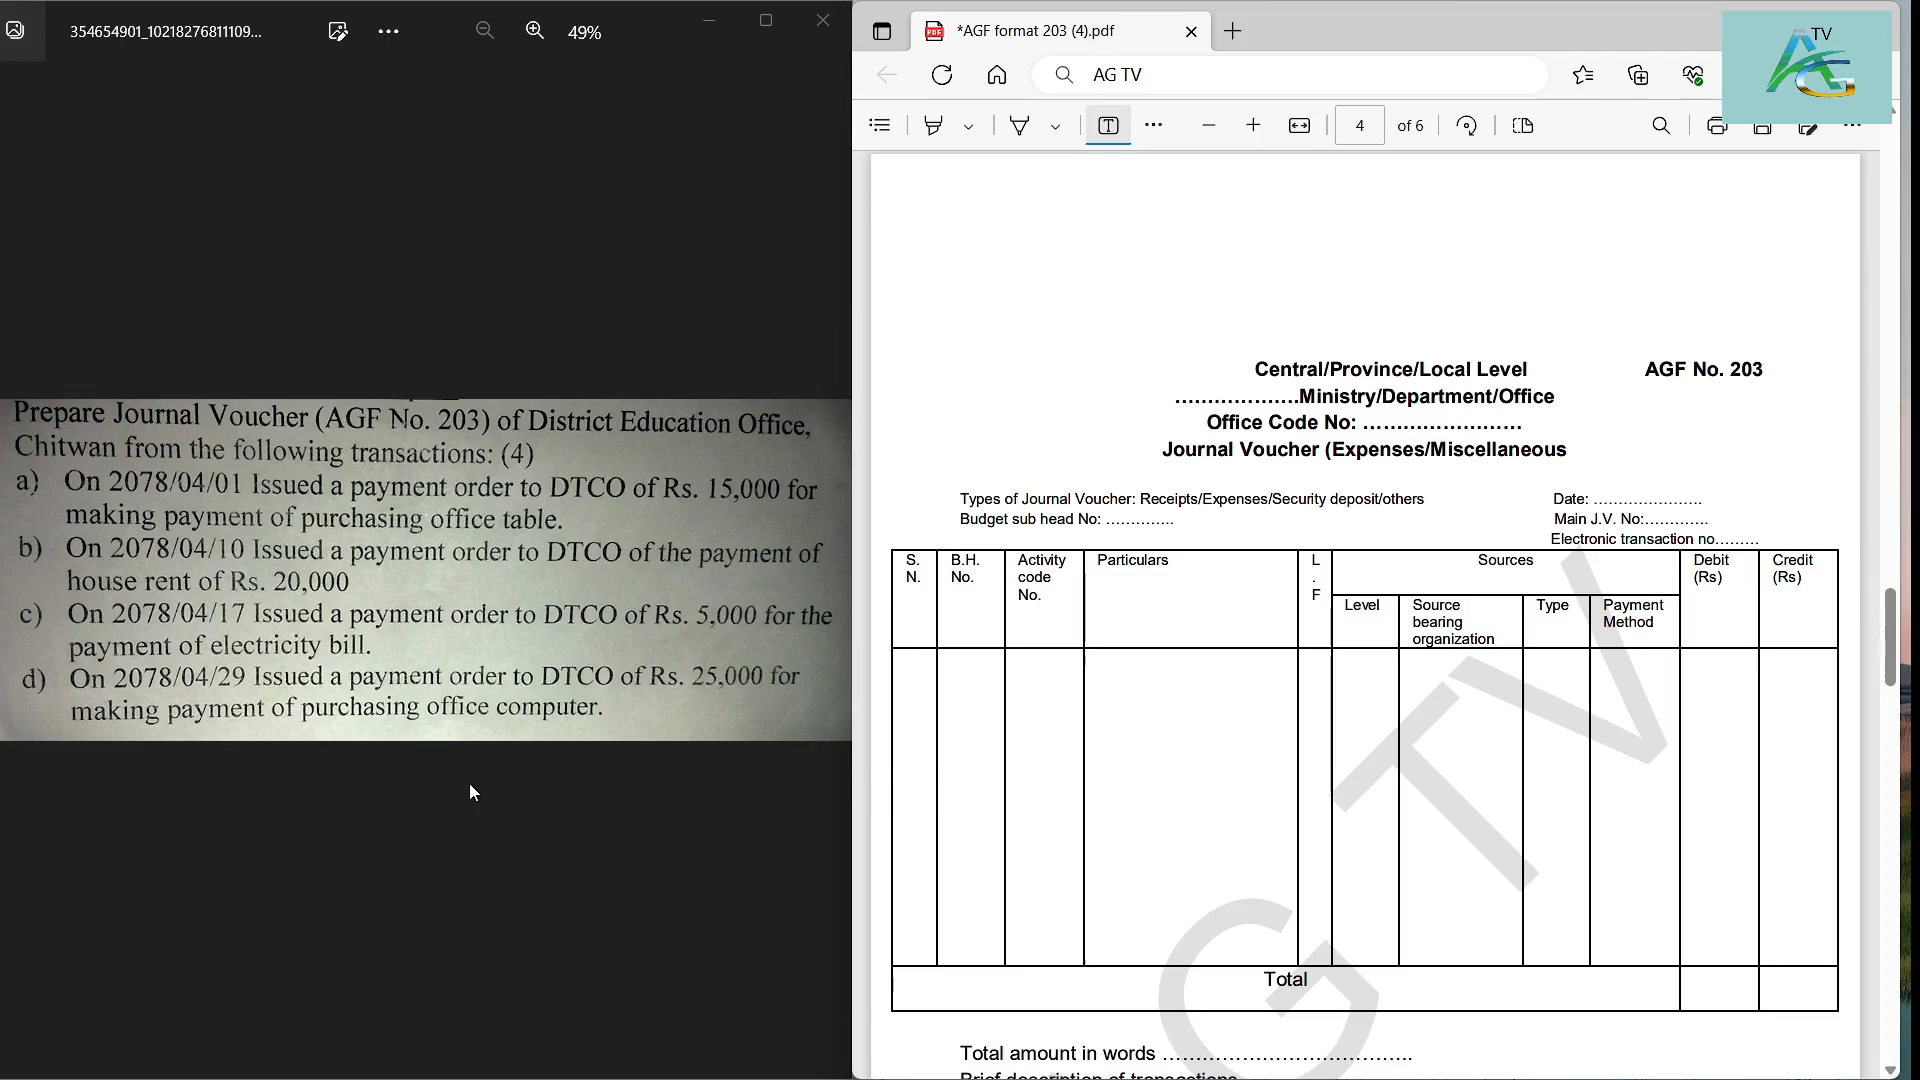 354654901_10218276811109...
49%
Prepare Journal Voucher (AGF No. 203) of District Education Office,
Chitwan from the following transactions: (4)
a) On 2078/04/01 Issued a payment order to DTCO of Rs. 15,000 for
making payment of purchasing office table.
b) On 2078/04/10 Issued a payment order to DTCO of the payment of
house rent of Rs. 20,000
c) On 2078/04/17 Issued a payment order to DTCO of Rs. 5,000 for the
payment of electricity bill.
d) On 2078/04/29 Issued a payment order to DTCO of Rs. 25,000 for
making payment of purchasing office computer.
PDF
*AGF format 203 (4).pdf
TV
AG
AG TV
4 of 6
Central/Province/Local Level AGF No. 203
...................Ministry/Department/Office
Office Code No: ........................
Journal Voucher (Expenses/Miscellaneous
Types of Journal Voucher: Receipts/Expenses/Security deposit/others Date: .....................
Budget sub head No: .............. Main J.V. No:.............
Electronic transaction no.........
S. N. B.H. No. Activity code No. Particulars L . F Sources Debit (Rs) Credit (Rs)
Level Source bearing organization Type Payment Method
Total
G TV
Total amount in words ......................................
Brief description of transactions